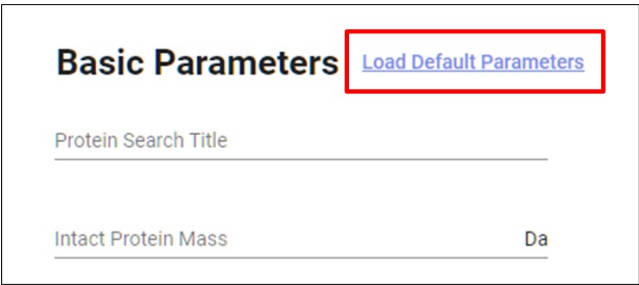 Basic Parameters Load Default Parameters
Protein Search Title
Intact Protein Mass Da